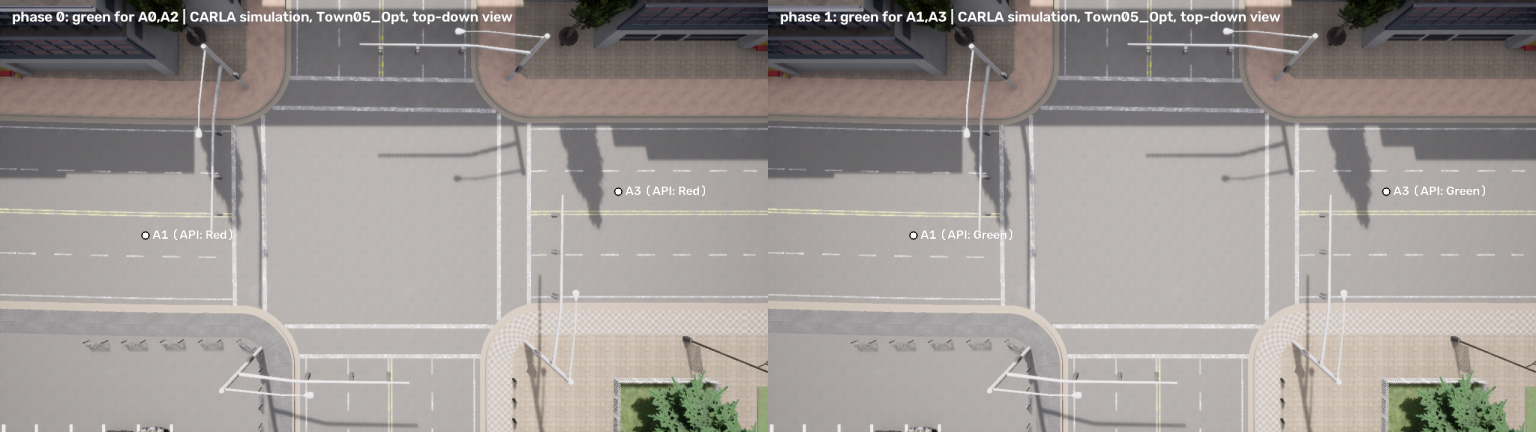 phase 0: green for A0,A2 | CARLA simulation, Town05_Opt, top-down view
A3 (API: Red)
A1 (API: Red)
phase 1: green for A1,A3 | CARLA simulation, Town05_Opt, top-down view
A3 (API: Green)
A1 (API: Green)